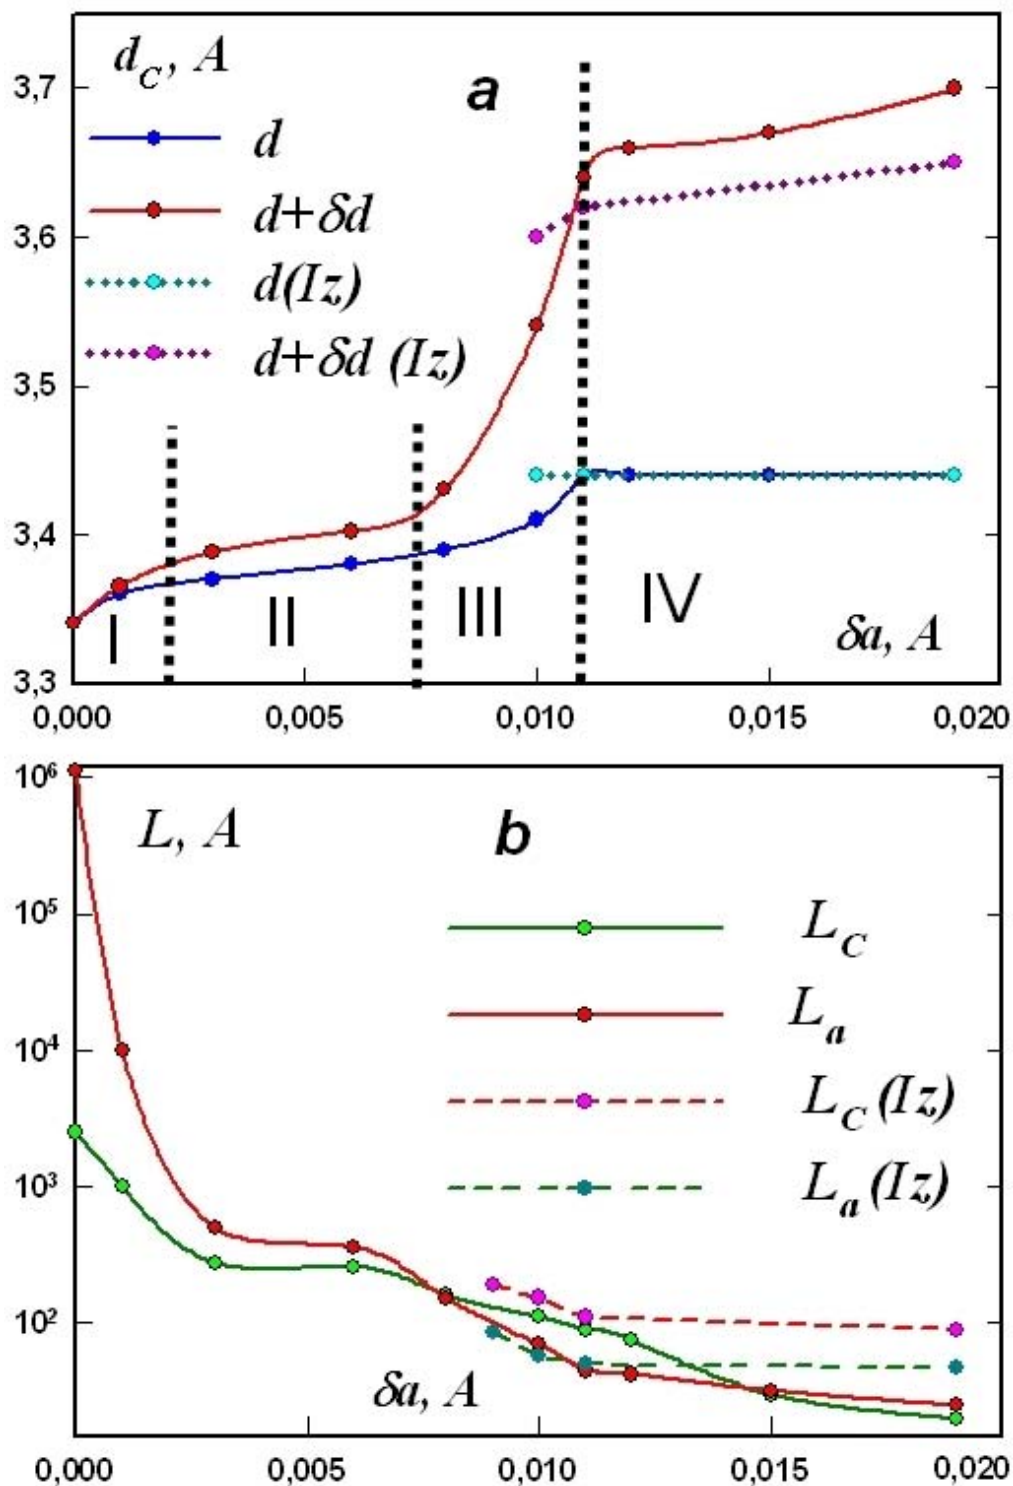 d_C, A
a
3,7
d
d+δd
3,6
d(Iz)
d+δd (Iz)
3,5
3,4
I II III IV
δa, A
3,3
0,000 0,005 0,010 0,015 0,020
10⁶
L, A
b
10⁵
L_C
L_a
10⁴
L_C (Iz)
10³
L_a (Iz)
10²
δa, A
0,000 0,005 0,010 0,015 0,020